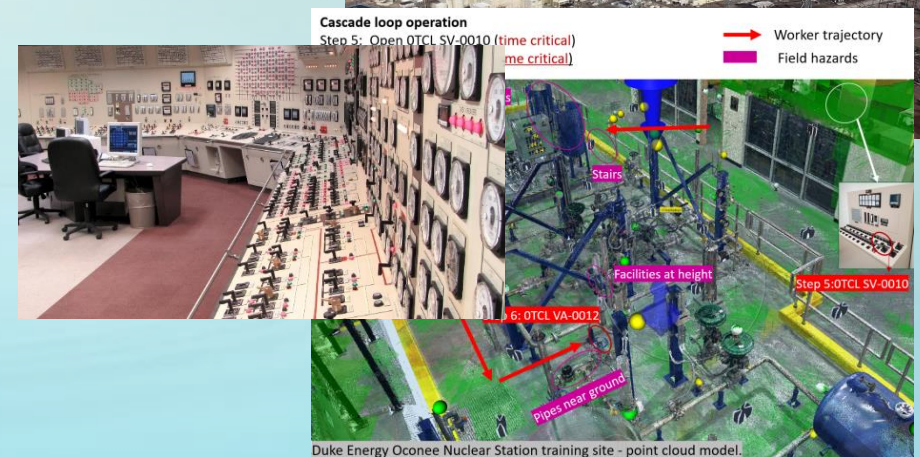 Cascade loop operation
Step 5: Open 0TCL SV-0010 (time critical)
me critical)
Worker trajectory
Field hazards
s
Stairs
Facilities at height
Step 5:0TCL SV-0010
6: 0TCL VA-0012
Pipes near ground
Duke Energy Oconee Nuclear Station training site - point cloud model.